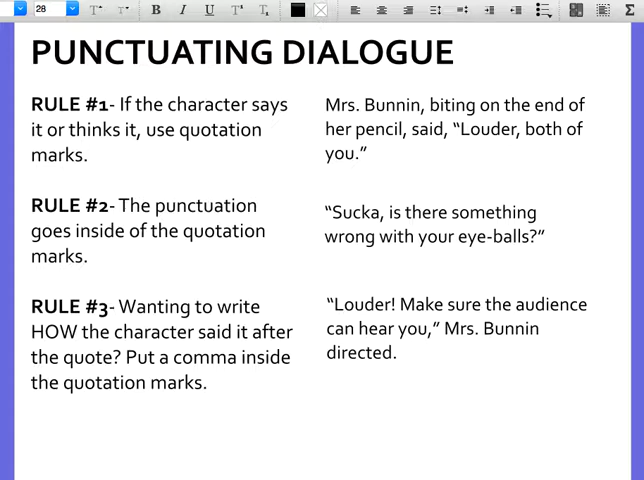 28
PUNCTUATING DIALOGUE
RULE #1- If the character says
it or thinks it, use quotation
marks.
Mrs. Bunnin, biting on the end of
her pencil, said, “Louder, both of
you.”
RULE #2- The punctuation
goes inside of the quotation
marks.
“Sucka, is there something
wrong with your eye-balls?”
RULE #3- Wanting to write
HOW the character said it after
the quote? Put a comma inside
the quotation marks.
“Louder! Make sure the audience
can hear you,” Mrs. Bunnin
directed.